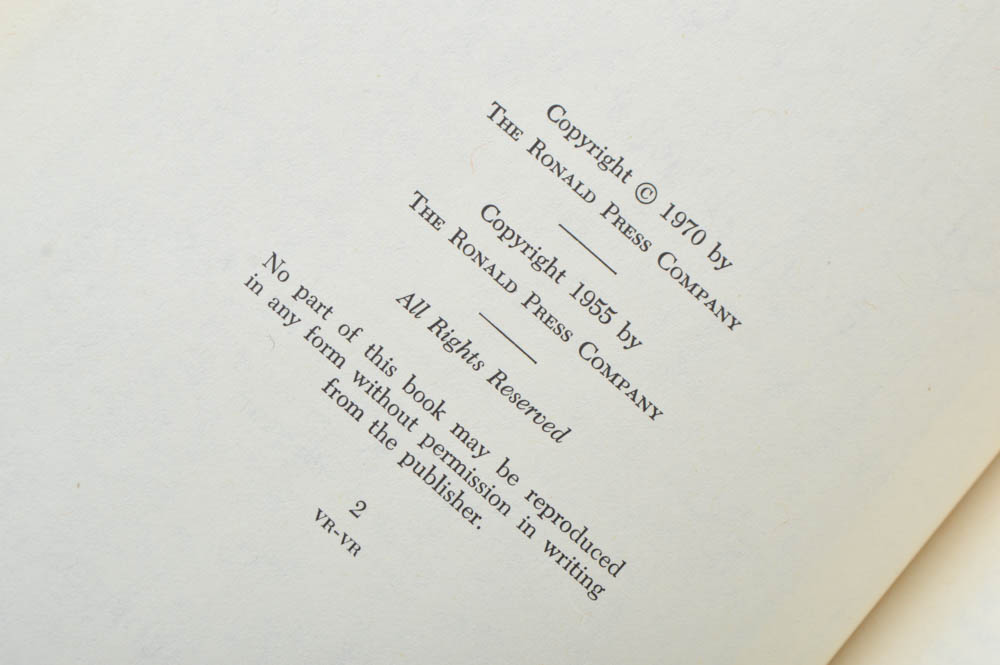 Copyright © 1970 by
THE RONALD PRESS COMPANY
Copyright 1955 by
THE RONALD PRESS COMPANY
All Rights Reserved
No part of this book may be reproduced
in any form without permission in writing
from the publisher.
2
VR-VR